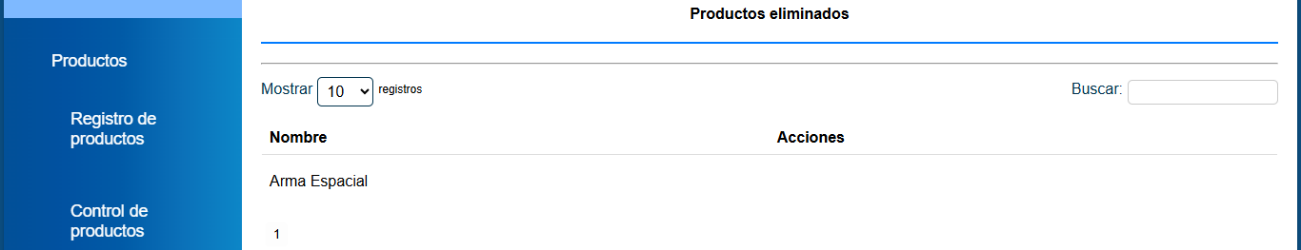 Productos eliminados
Productos
Registro de
productos
Control de
productos
Mostrar 10 registros
Buscar:
Nombre Acciones
Arma Espacial
1